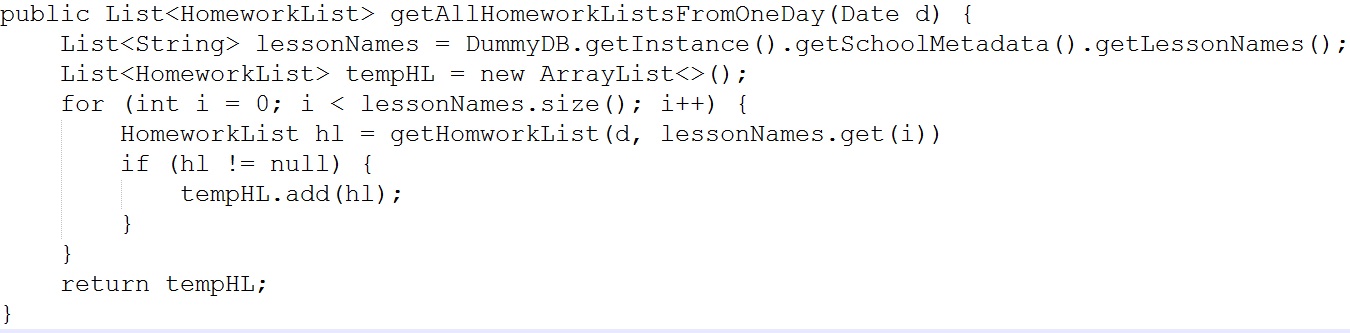 public List<HomeworkList> getAllHomeworkListsFromOneDay(Date d) {
    List<String> lessonNames = DummyDB.getInstance().getSchoolMetadata().getLessonNames();
    List<HomeworkList> tempHL = new ArrayList<>();
    for (int i = 0; i < lessonNames.size(); i++) {
        HomeworkList hl = getHomworkList(d, lessonNames.get(i))
        if (hl != null) {
            tempHL.add(hl);
        }
    }
    return tempHL;
}